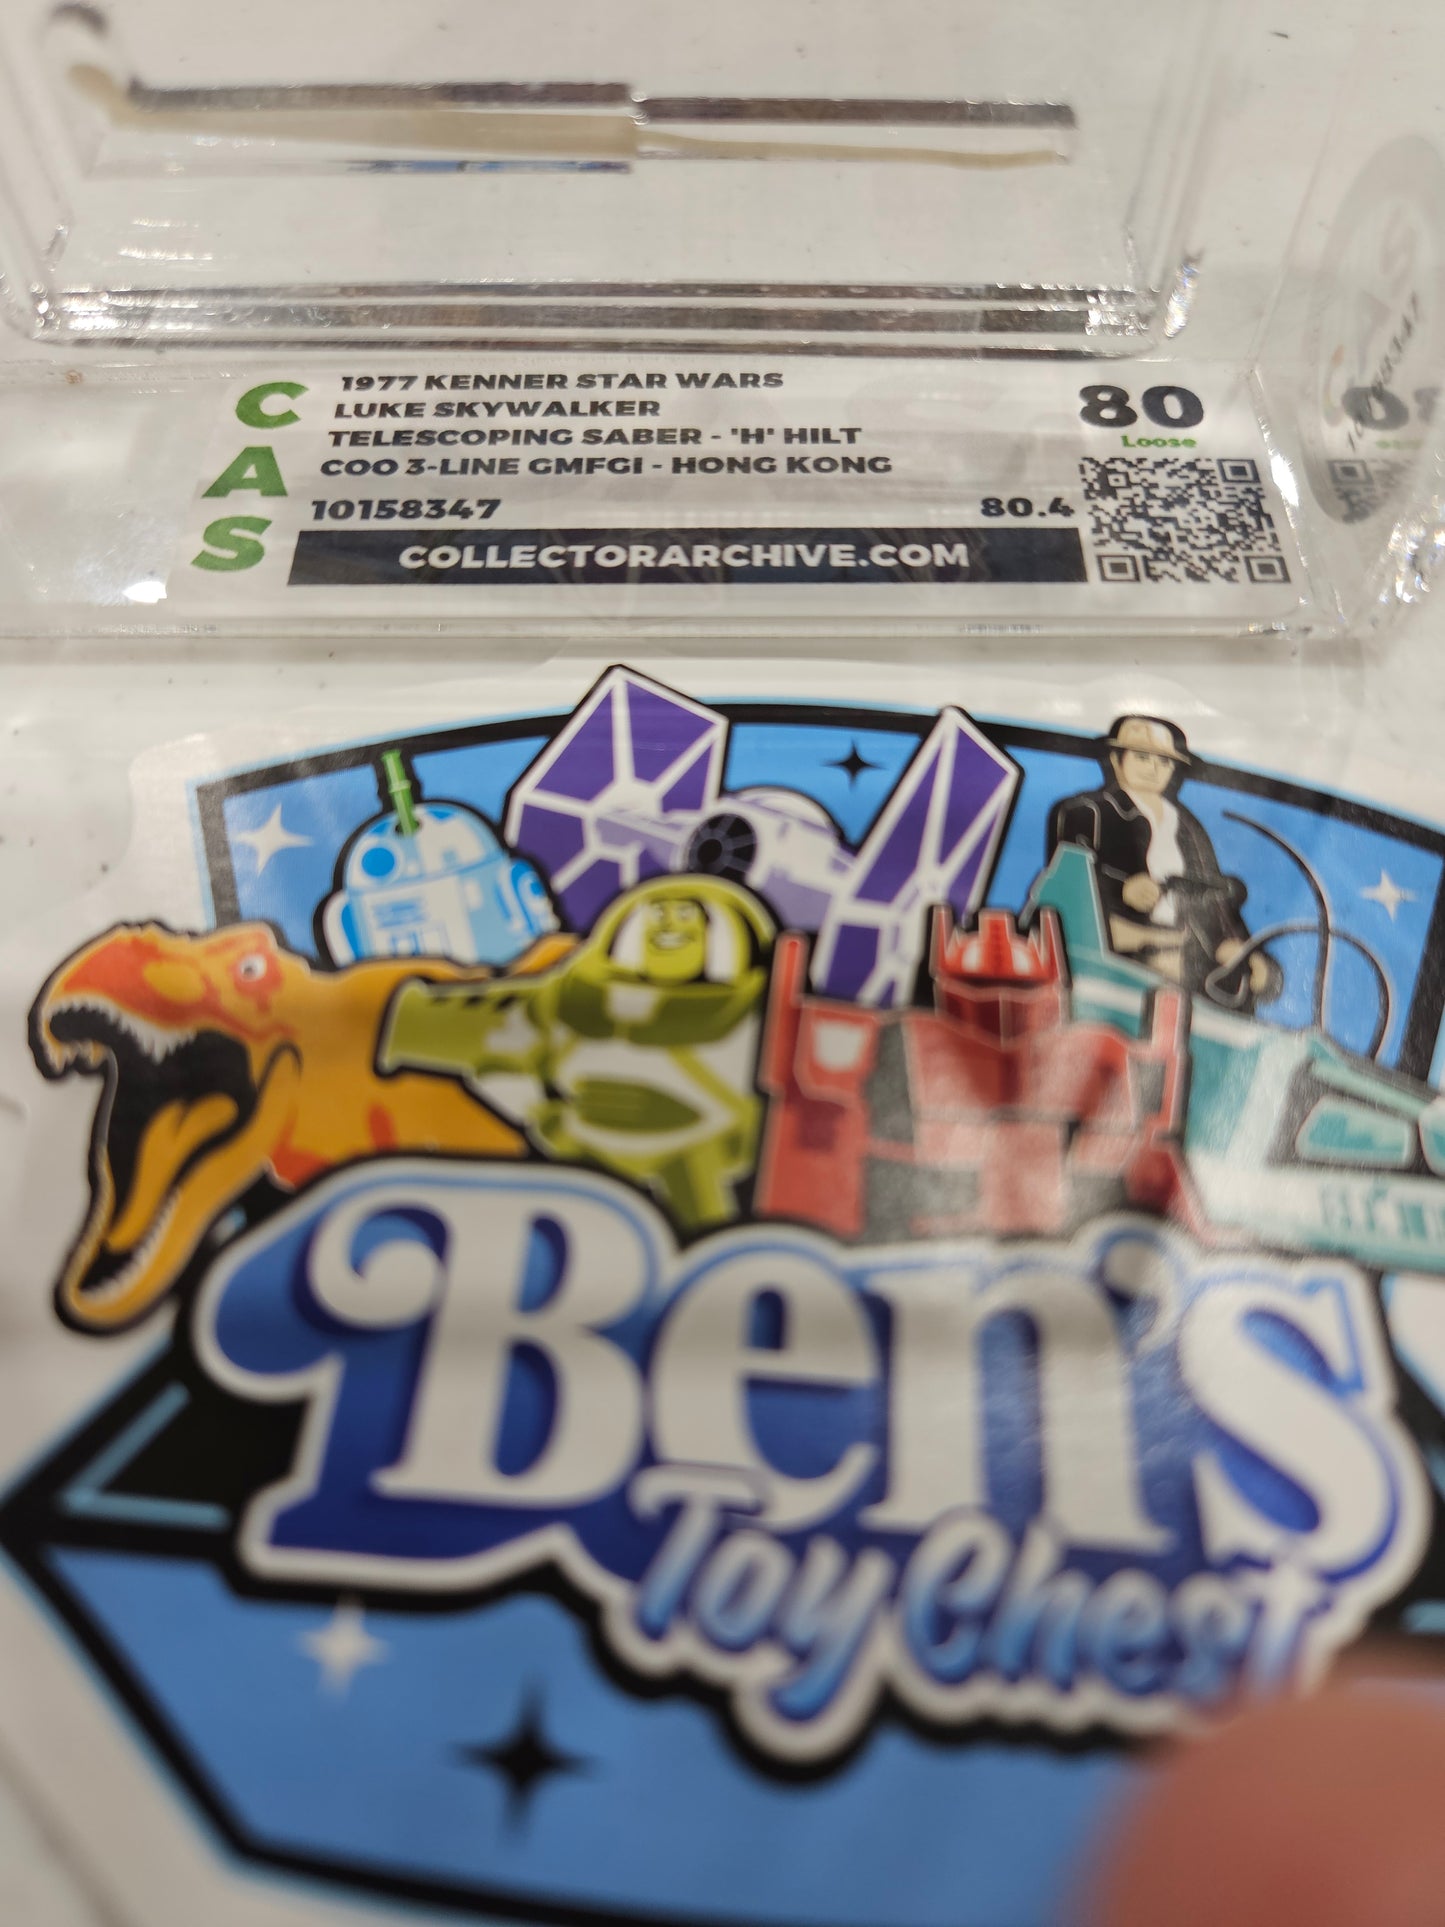 CAS
1977 KENNER STAR WARS
LUKE SKYWALKER
TELESCOPING SABER - 'H' HILT
COO 3-LINE GMFGI - HONG KONG
10158347
80.4
80
Loose
COLLECTORARCHIVE.COM
Ben's
Toy Chest